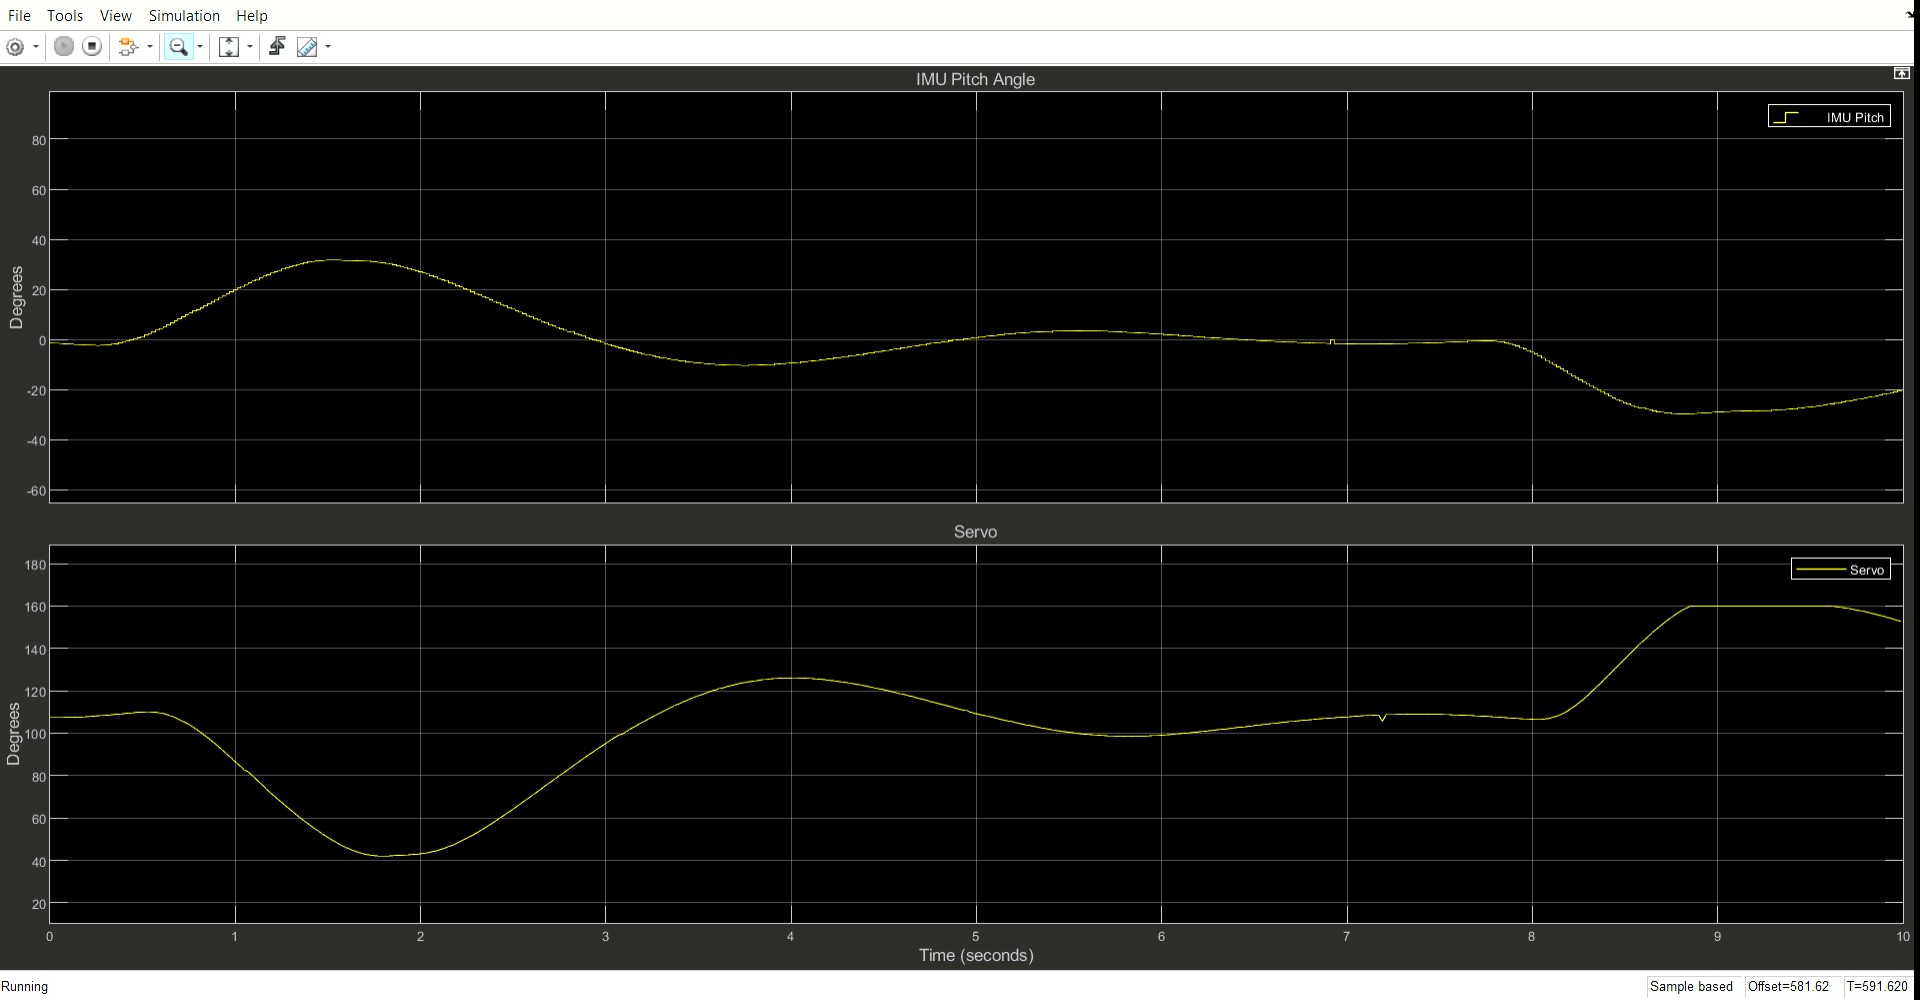 File Tools View Simulation Help
IMU Pitch Angle
IMU Pitch
80
60
40
20
0
-20
-40
-60
Degrees
Servo
Servo
180
160
140
120
100
80
60
40
20
Degrees
0 1 2 3 4 5 6 7 8 9 10
Time (seconds)
Running Sample based Offset=581.62 T=591.620